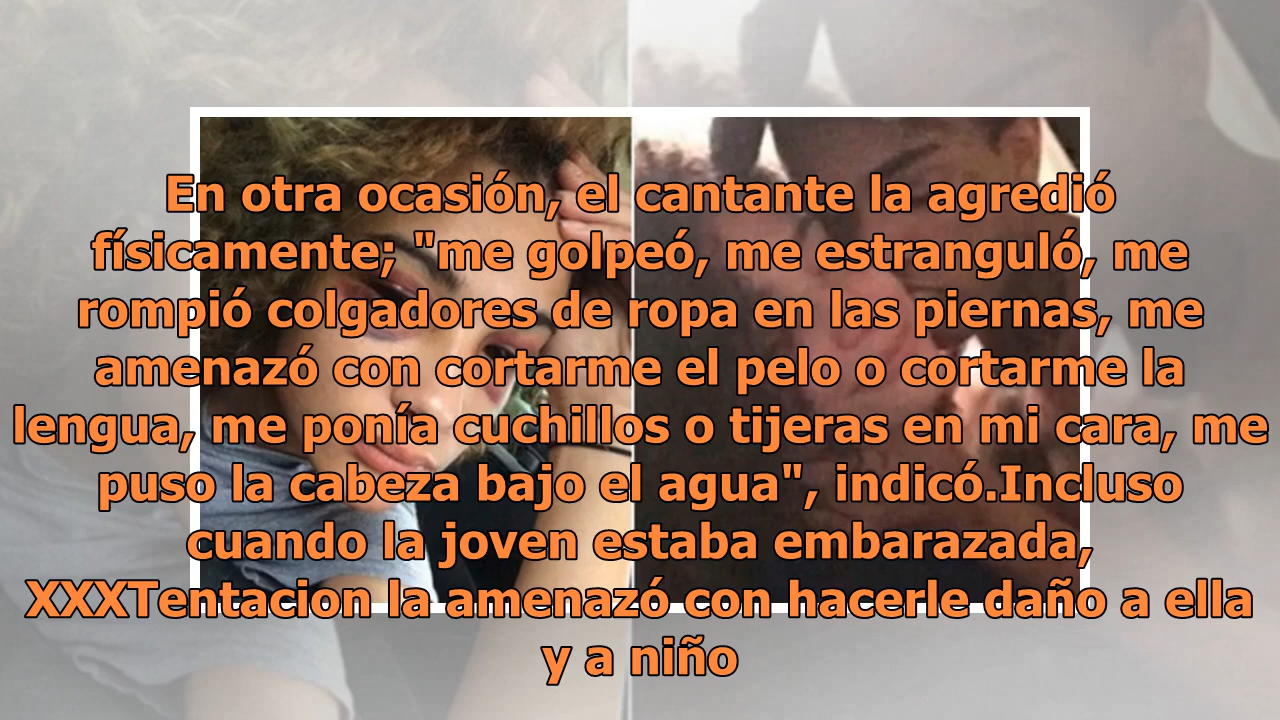 En otra ocasión, el cantante la agredió
físicamente; "me golpeó, me estranguló, me
rompió colgadores de ropa en las piernas, me
amenazó con cortarme el pelo o cortarme la
lengua, me ponía cuchillos o tijeras en mi cara, me
puso la cabeza bajo el agua", indicó.Incluso
cuando la joven estaba embarazada,
XXXTentacion la amenazó con hacerle daño a ella
y a niño